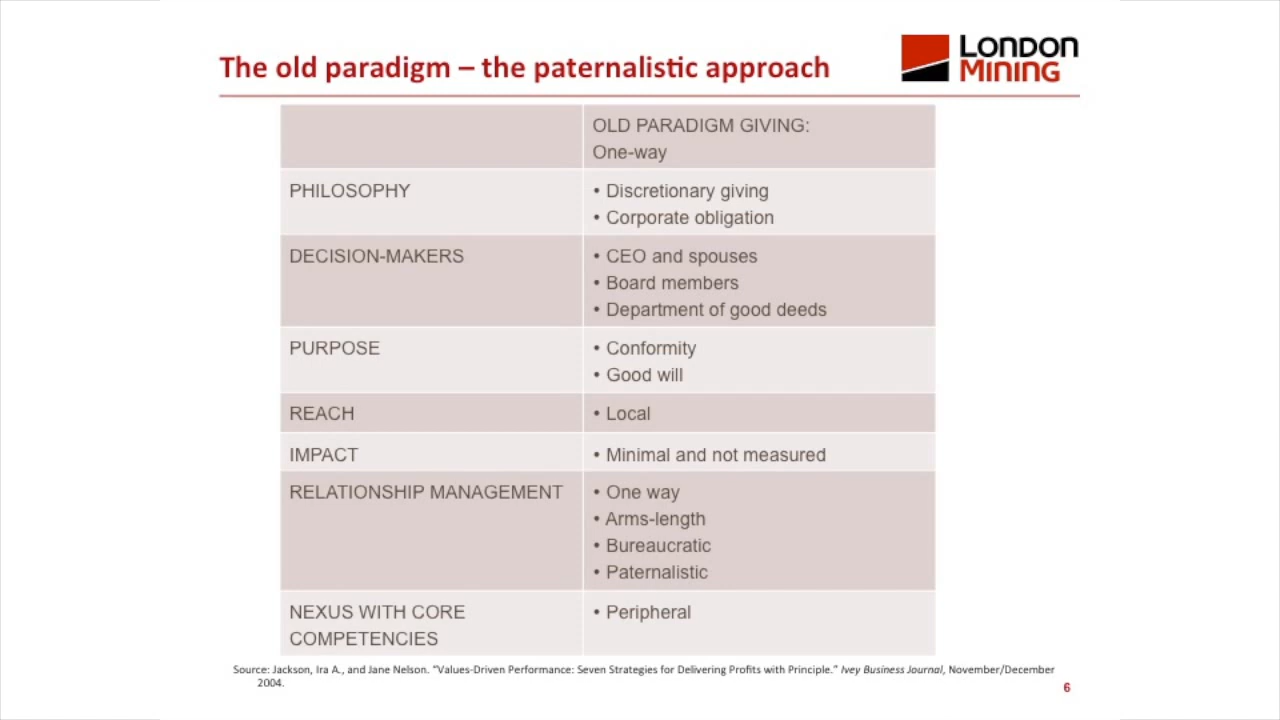 The old paradigm – the paternalistic approach
LONDON
MINING
OLD PARADIGM GIVING:
One-way
PHILOSOPHY
• Discretionary giving
• Corporate obligation
DECISION-MAKERS
• CEO and spouses
• Board members
• Department of good deeds
PURPOSE
• Conformity
• Good will
REACH
• Local
IMPACT
• Minimal and not measured
RELATIONSHIP MANAGEMENT
• One way
• Arms-length
• Bureaucratic
• Paternalistic
NEXUS WITH CORE
COMPETENCIES
• Peripheral
Source: Jackson, Ira A., and Jane Nelson. “Values-Driven Performance: Seven Strategies for Delivering Profits with Principle.” Ivey Business Journal, November/December
2004.
6